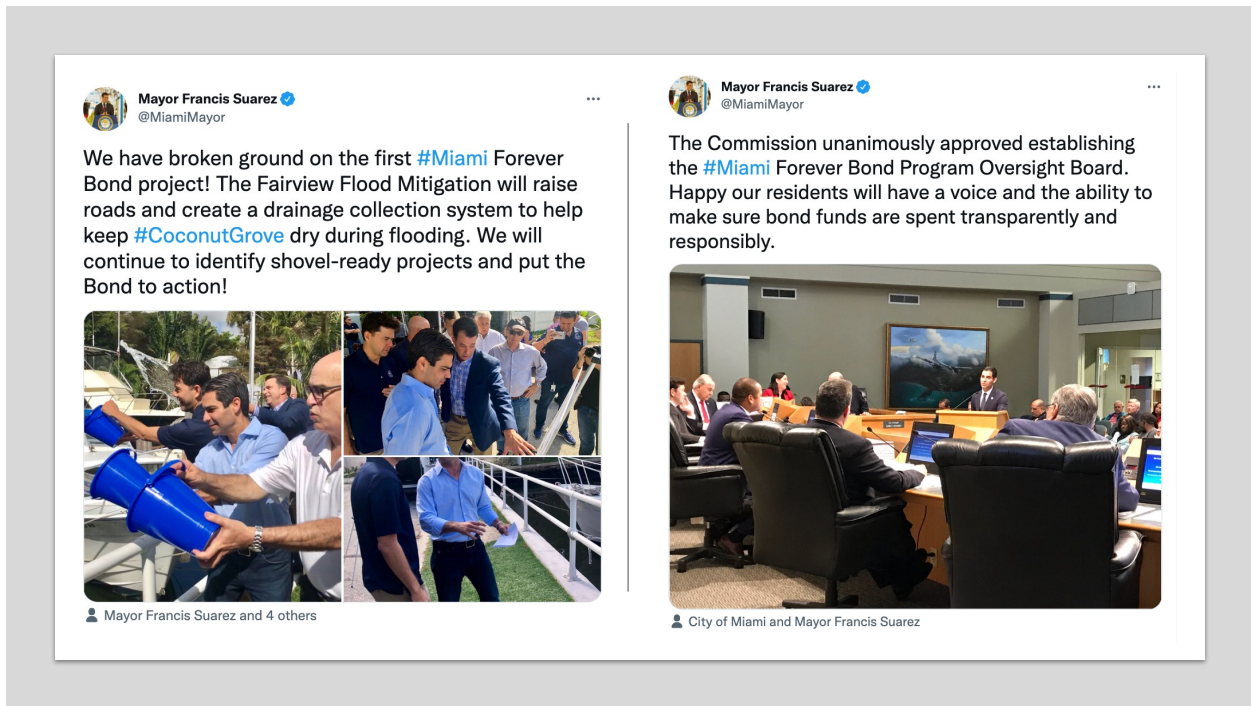 Mayor Francis Suarez
@MiamiMayor
We have broken ground on the first #Miami Forever
Bond project! The Fairview Flood Mitigation will raise
roads and create a drainage collection system to help
keep #CoconutGrove dry during flooding. We will
continue to identify shovel-ready projects and put the
Bond to action!
Mayor Francis Suarez and 4 others
Mayor Francis Suarez
@MiamiMayor
The Commission unanimously approved establishing
the #Miami Forever Bond Program Oversight Board.
Happy our residents will have a voice and the ability to
make sure bond funds are spent transparently and
responsibly.
City of Miami and Mayor Francis Suarez